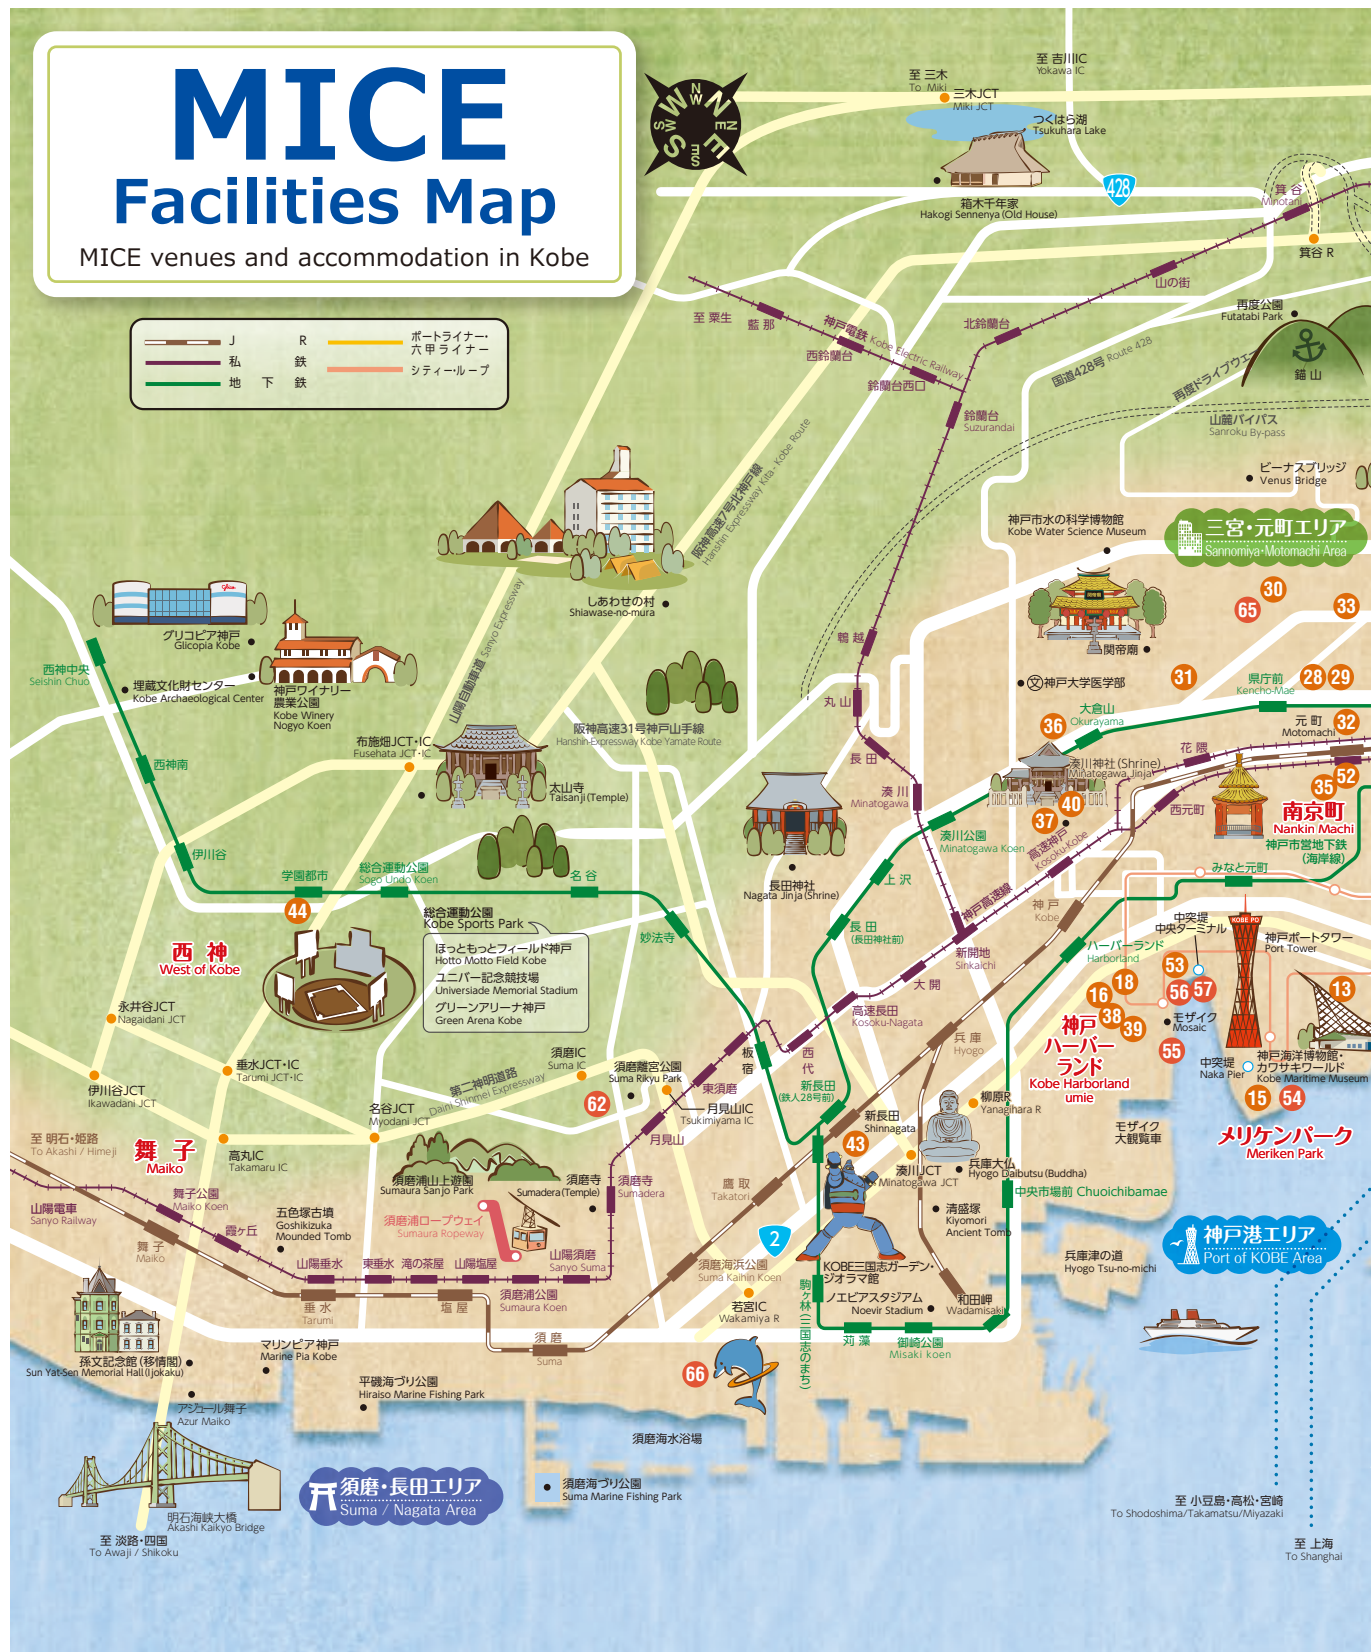 MICE
Facilities Map
MICE venues and accommodation in Kobe
J R
私 鉄
地 下 鉄
ポートライナー・
六甲ライナー
シティー・ループ
N
NE
E
SE
S
SW
W
NW
至 三木
To Miki
三木JCT
Miki JCT
至 吉川IC
Yokawa IC
つくはら湖
Tsukuhara Lake
箱木千年家
Hakogi Sennenya (Old House)
428
箕 谷
Minotani
箕谷 R
山の街
再度公園
Futatabi Park
錨 山
至 粟生
藍 那
神戸電鉄 Kobe Electric Railway
西鈴蘭台
鈴蘭台西口
北鈴蘭台
鈴蘭台
Suzurandai
国道428号 Route 428
再度ドライブウエー
山麓バイパス
Sanroku By-pass
ビーナスブリッジ
Venus Bridge
阪神高速7号北神戸線
Hanshin Expressway Kita - Kobe Route
神戸市水の科学博物館
Kobe Water Science Museum
三宮・元町エリア
Sannomiya・Motomachi Area
30
65
33
しあわせの村
Shiawase-no-mura
グリコピア神戸
Glicopia Kobe
西神中央
Seishin Chuo
埋蔵文化財センター
Kobe Archaeological Center
神戸ワイナリー
農業公園
Kobe Winery
Nogyo Koen
山陽自動車道 Sanyo Expressway
鵯 越
関帝廟
神戸大学医学部
31
県庁前
Kencho-Mae
28
29
丸 山
大倉山
Okurayama
36
元 町
Motomachi
32
阪神高速31号神戸山手線
Hanshin-Expressway Kobe Yamate Route
布施畑JCT・IC
Fusehata JCT・IC
西神南
太山寺
Taisanji (Temple)
長 田
湊 川
Minatogawa
湊川神社 (Shrine)
Minatogawa Jinja
花 隈
52
35
40
37
西元町
南京町
Nankin Machi
神戸市営地下鉄
(海岸線)
湊川公園
Minatogawa Koen
高速神戸
Kosoku-Kobe
伊川谷
学園都市
総合運動公園
Sogo Undo Koen
名 谷
長田神社
Nagata Jinja (Shrine)
上 沢
みなと元町
44
総合運動公園
Kobe Sports Park
ほっともっとフィールド神戸
Hotto Motto Field Kobe
ユニバー記念競技場
Universiade Memorial Stadium
グリーンアリーナ神戸
Green Arena Kobe
西 神
West of Kobe
妙法寺
長 田
(長田神社前)
神戸高速線
新開地
Sinkaichi
神 戸
Kobe
ハーバーランド
Harborland
中突堤
中央ターミナル
KOBE PO
神戸ポートタワー
Port Tower
53
56
57
18
16
38
39
13
モザイク
Mosaic
55
大 開
高速長田
Kosoku-Nagata
永井谷JCT
Nagaidani JCT
神戸
ハーバー
ランド
Kobe Harborland
umie
中突堤
Naka Pier
神戸海洋博物館・
カワサキワールド
Kobe Maritime Museum
15
54
兵 庫
Hyogo
伊川谷JCT
Ikawadani JCT
垂水JCT・IC
Tarumi JCT・IC
第二神明道路
Daini Shinmei Expressway
須磨IC
Suma IC
須磨離宮公園
Suma Rikyu Park
62
板 宿
西 代
東須磨
新長田
(鉄人28号前)
名谷JCT
Myodani JCT
月見山IC
Tsukimiyama IC
月見山
新長田
Shinnagata
柳原R
Yanagihara R
モザイク
大観覧車
メリケンパーク
Meriken Park
43
至 明石・姫路
To Akashi / Himeji
舞 子
Maiko
高丸IC
Takamaru IC
湊川JCT
Minatogawa JCT
兵庫大仏
Hyogo Daibutsu (Buddha)
中央市場前 Chuoichibamae
須磨浦山上遊園
Sumaura Sanjo Park
須磨寺
Sumadera (Temple)
須磨寺
Sumadera
鷹 取
Takatori
山陽電車
Sanyo Railway
舞子公園
Maiko Koen
霞ヶ丘
五色塚古墳
Goshikizuka
Mounded Tomb
須磨浦ロープウェイ
Sumaura Ropeway
清盛塚
Kiyomori
Ancient Tomb
神戸港エリア
Port of KOBE Area
舞 子
Maiko
山陽垂水
東垂水
滝の茶屋
山陽塩屋
須磨浦公園
Sumaura Koen
山陽須磨
Sanyo Suma
2
須磨海浜公園
Suma Kaihin Koen
KOBE三国志ガーデン・
ジオラマ館
兵庫津の道
Hyogo Tsu-no-michi
垂 水
Tarumi
塩 屋
若宮IC
Wakamiya R
駒ヶ林(三国志のまち)
ノエビアスタジアム
Noevir Stadium
和田岬
Wadamisaki
須 磨
Suma
苅 藻
御崎公園
Misaki koen
孫文記念館 (移情閣)
Sun Yat-Sen Memorial Hall (Ijokaku)
マリンピア神戸
Marine Pia Kobe
平磯海づり公園
Hiraiso Marine Fishing Park
66
アジュール舞子
Azur Maiko
須磨海水浴場
須磨・長田エリア
Suma / Nagata Area
須磨海づり公園
Suma Marine Fishing Park
明石海峡大橋
Akashi Kaikyo Bridge
至 淡路・四国
To Awaji / Shikoku
至 小豆島・高松・宮崎
To Shodoshima/Takamatsu/Miyazaki
至 上海
To Shanghai